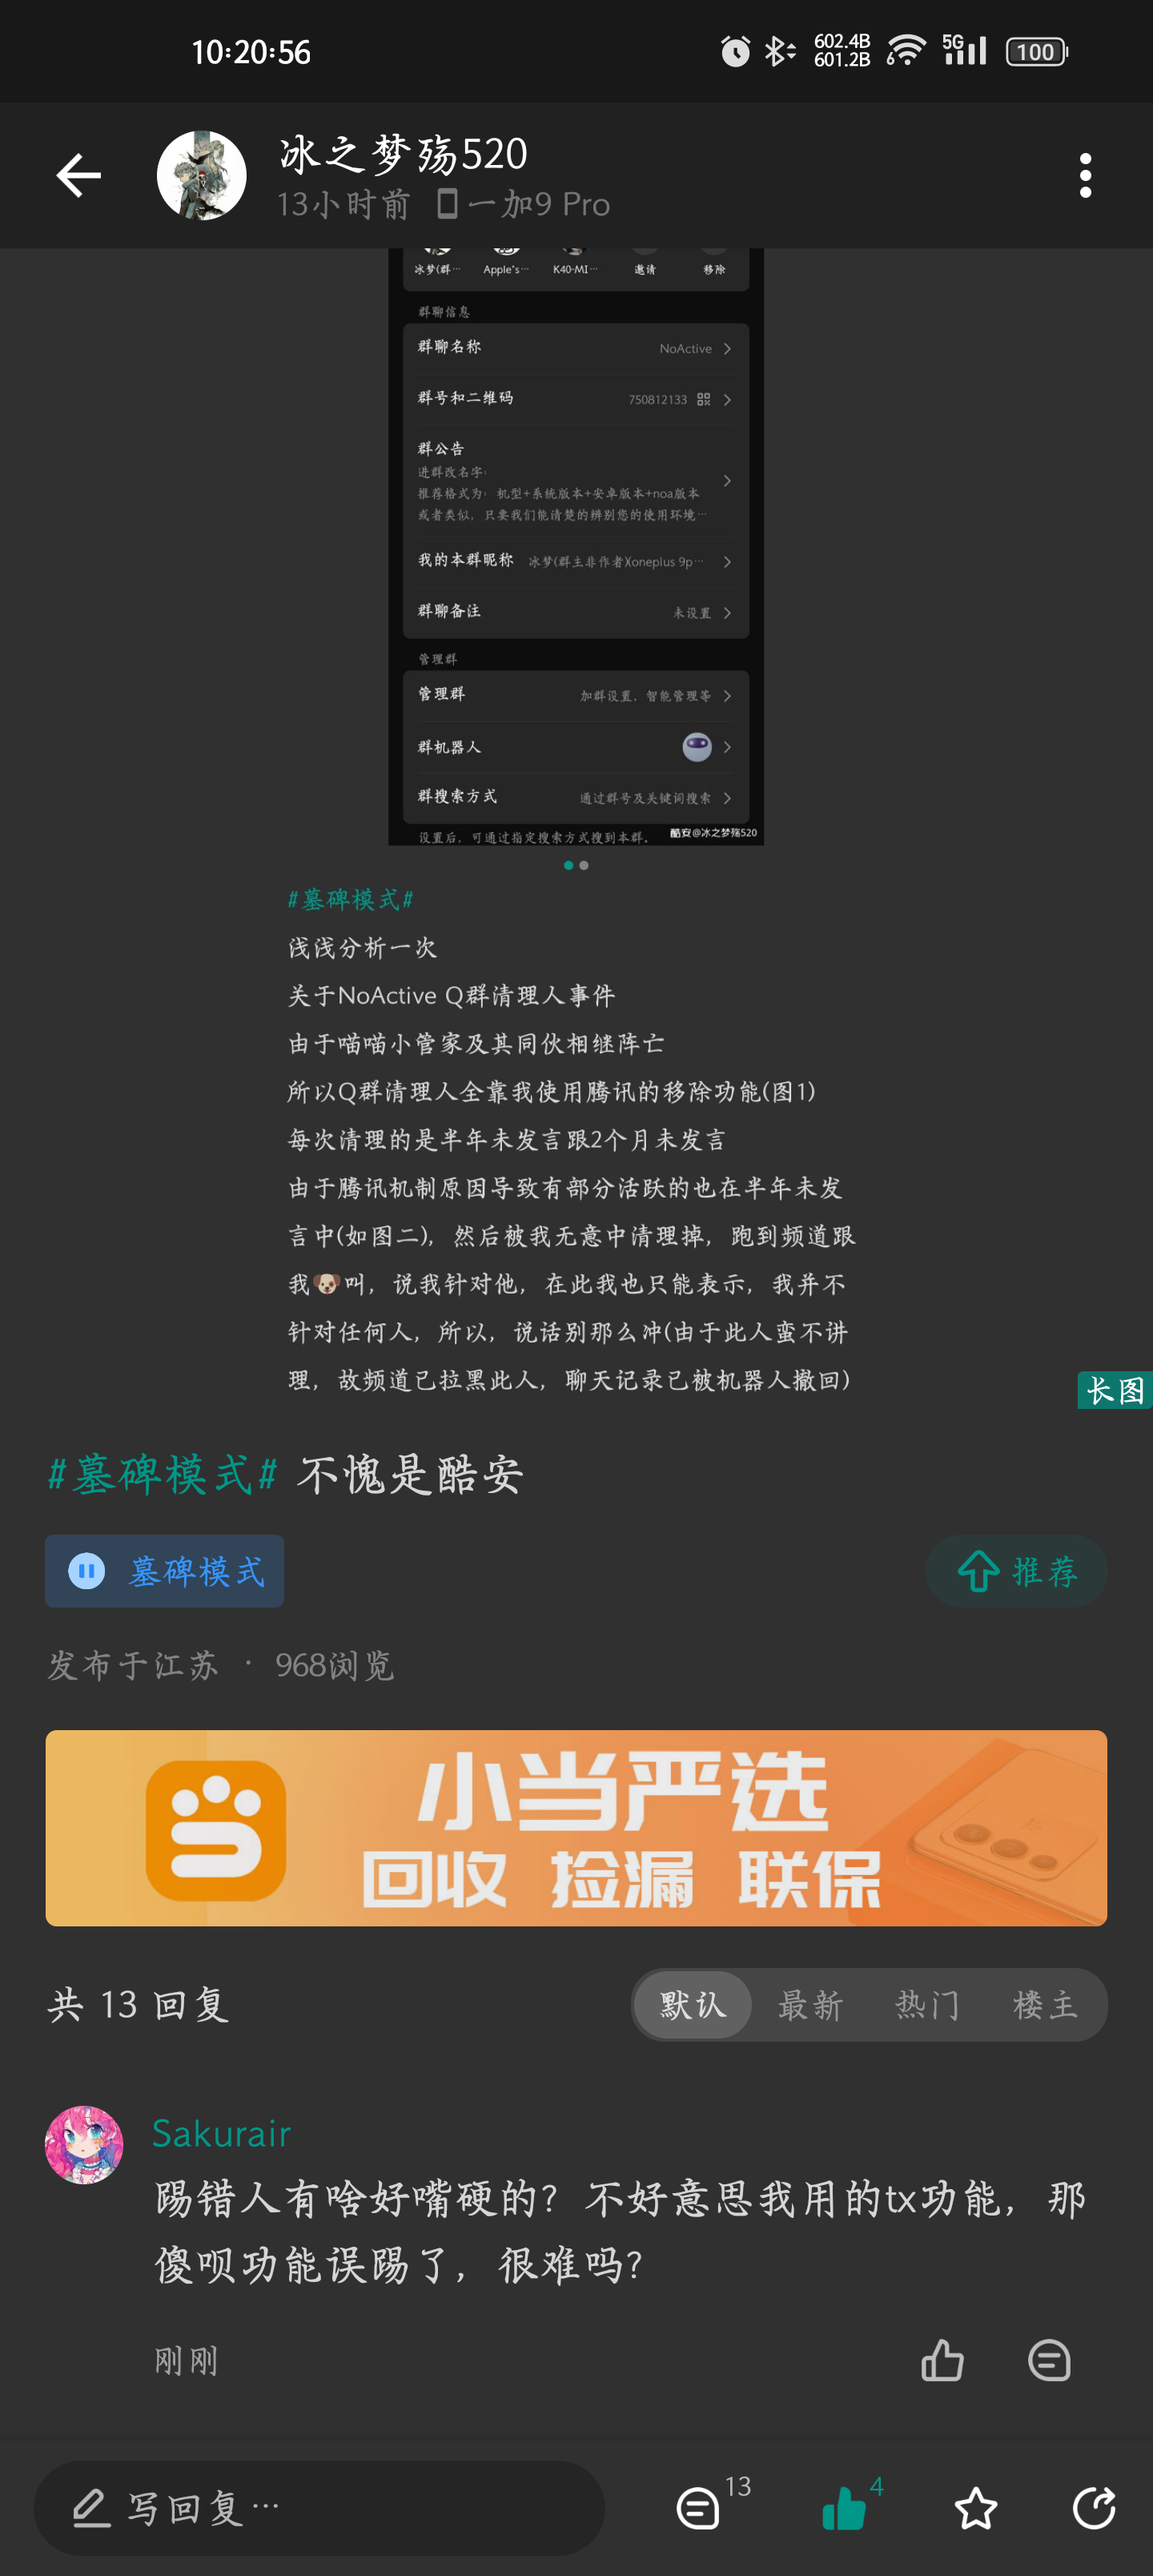 10:20:56
602.4B
601.2B
5G
100
冰之梦殇520
13小时前 一加9 Pro
冰梦(群… Apple's… K40-MI… 邀请 移除
群聊信息
群聊名称 NoActive
群号和二维码 750812133
群公告
进群改名字:
推荐格式为: 机型+系统版本+安卓版本+noa版本
或者类似, 只要我们能请楚的辨别您的使用环境…
我的本群昵称 冰梦(群主非作者)(oneplus 9p…
群聊备注 未设置
管理群
管理群 加群设置、智能管理等
群机器人
群搜索方式 通过群号及关键词搜索
设置后, 可通过指定搜索方式搜到本群。
酷安@冰之梦殇520
#墓碑模式#
浅浅分析一次
关于NoActive Q群清理人事件
由于喵喵小管家及其同伙相继阵亡
所以Q群清理人全靠我使用腾讯的移除功能(图1)
每次清理的是半年未发言跟2个月未发言
由于腾讯机制原因导致有部分活跃的也在半年未发
言中(如图二), 然后被我无意中清理掉, 跑到频道跟
我🐶叫, 说我针对他, 在此我也只能表示, 我并不
针对任何人, 所以, 说话别那么冲(由于此人蛮不讲
理, 故频道已拉黑此人, 聊天记录已被机器人撤回)
长图
#墓碑模式# 不愧是酷安
墓碑模式
推荐
发布于江苏 · 968浏览
小当严选
回收 捡漏 联保
共 13 回复
默认 最新 热门 楼主
Sakurair
踢错人有啥好嘴硬的? 不好意思我用的tx功能, 那
傻呗功能误踢了, 很难吗?
刚刚
写回复…
13
4